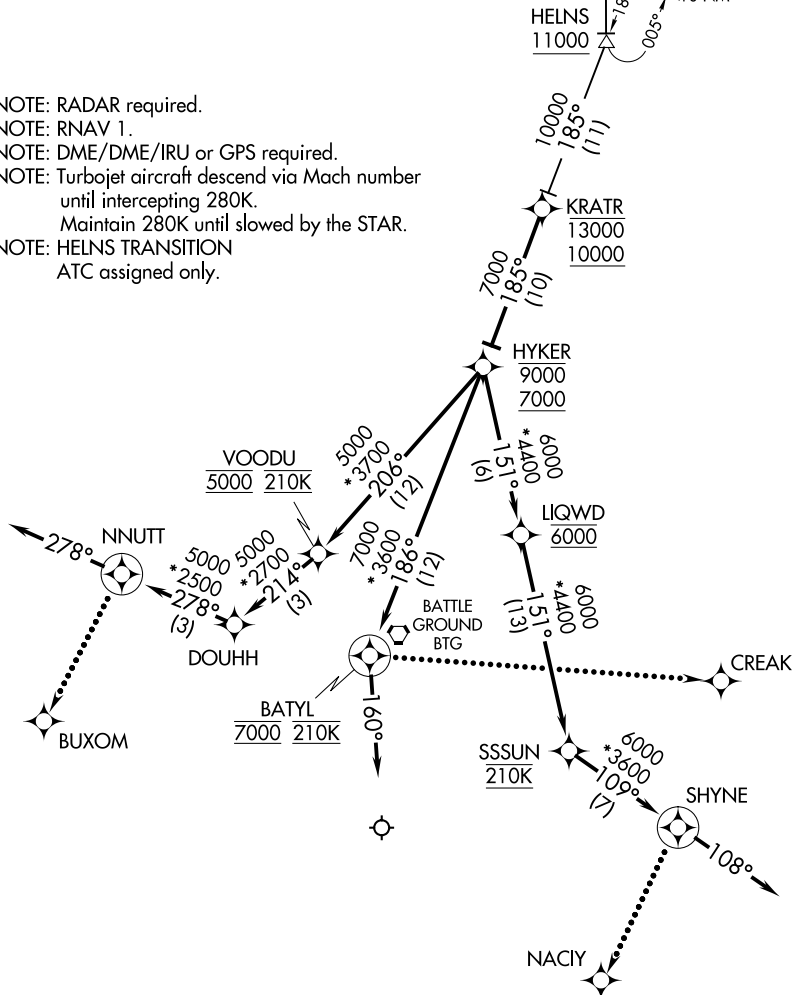 HELNS
11000
005°
NOTE: RADAR required.
NOTE: RNAV 1.
NOTE: DME/DME/IRU or GPS required.
NOTE: Turbojet aircraft descend via Mach number
until intercepting 280K.
Maintain 280K until slowed by the STAR.
NOTE: HELNS TRANSITION
ATC assigned only.
10000
185°
(11)
KRATR
13000
10000
7000
185°
(10)
HYKER
9000
7000
5000
*3700
206°
(12)
7000
*3600
186°
(12)
6000
*4400
151°
(6)
VOODU
5000 210K
LIQWD
6000
278°
NNUTT
5000
*2500
278°
(3)
5000
*2700
214°
(3)
DOUHH
BATTLE
GROUND
BTG
6000
*4400
151°
(13)
CREAK
BUXOM
BATYL
7000 210K
160°
SSSUN
210K
6000
*3600
109°
(7)
SHYNE
108°
NACIY